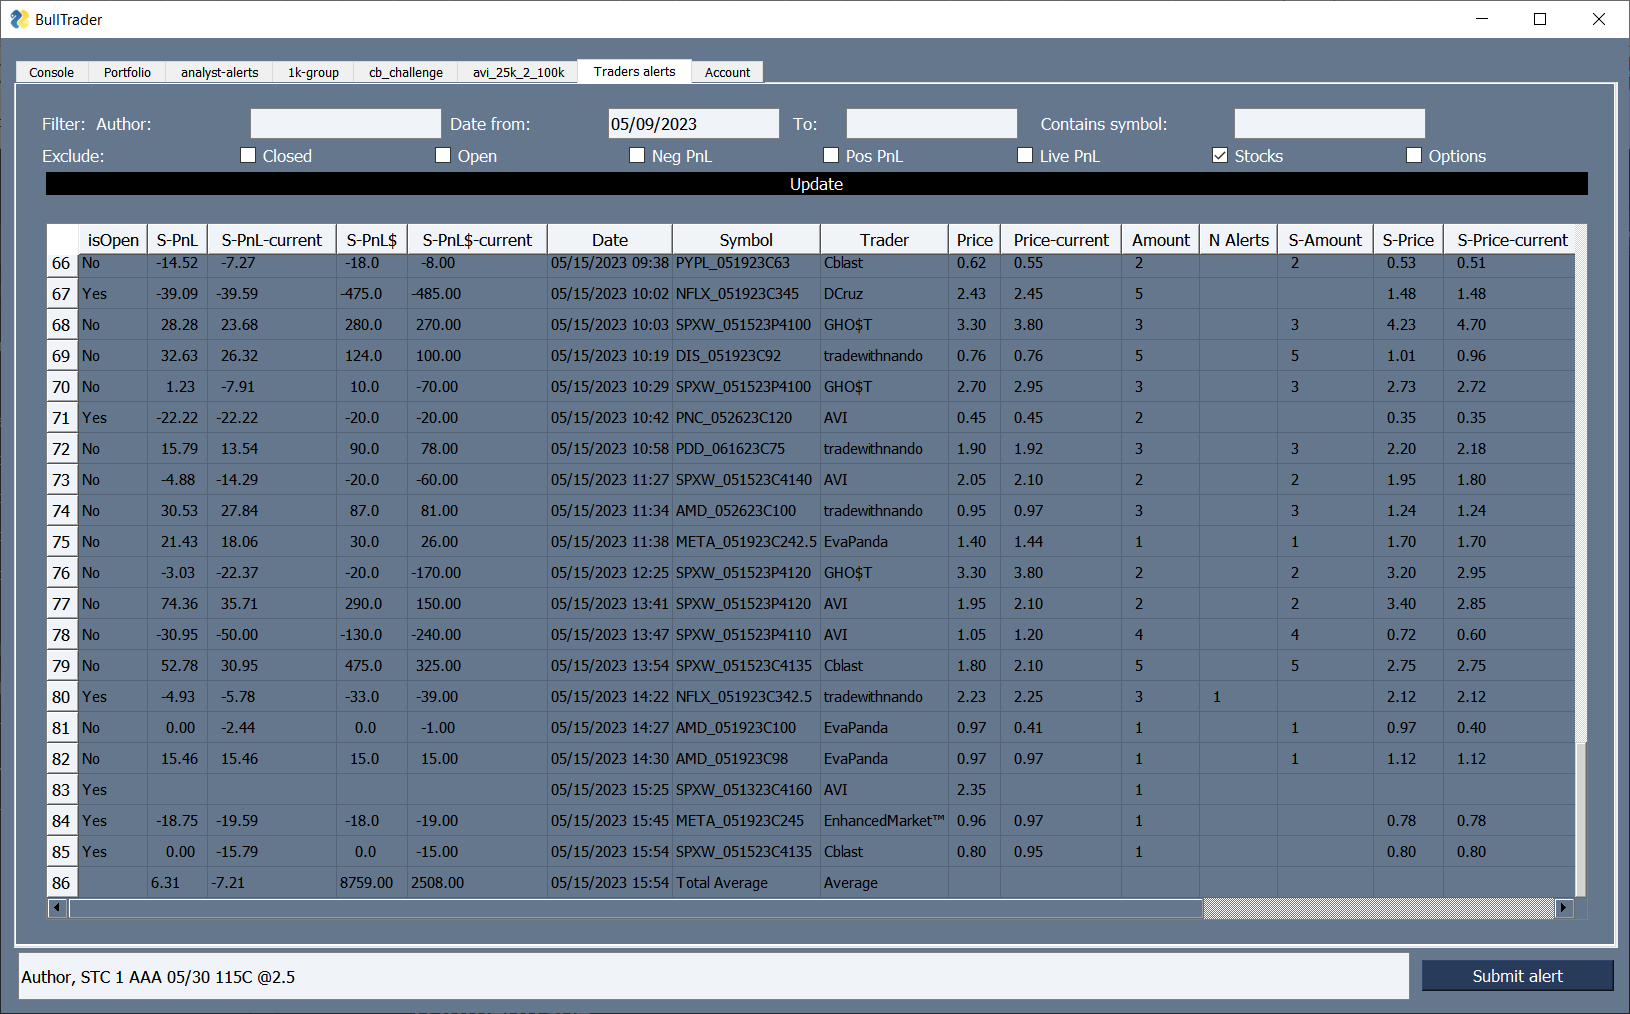 BullTrader
Console Portfolio analyst-alerts 1k-group cb_challenge avi_25k_2_100k Traders alerts Account
Filter: Author: Date from: 05/09/2023 To: Contains symbol:
Exclude: Closed Open Neg PnL Pos PnL Live PnL Stocks Options
Update
isOpen S-PnL S-PnL-current S-PnL$ S-PnL$-current Date Symbol Trader Price Price-current Amount N Alerts S-Amount S-Price S-Price-current
66 No -14.52 -7.27 -18.0 -8.00 05/15/2023 09:38 PYPL_051923C63 Cblast 0.62 0.55 2 2 0.53 0.51
67 Yes -39.09 -39.59 -475.0 -485.00 05/15/2023 10:02 NFLX_051923C345 DCruz 2.43 2.45 5 1.48 1.48
68 No 28.28 23.68 280.0 270.00 05/15/2023 10:03 SPXW_051523P4100 GHO$T 3.30 3.80 3 3 4.23 4.70
69 No 32.63 26.32 124.0 100.00 05/15/2023 10:19 DIS_051923C92 tradewithnando 0.76 0.76 5 5 1.01 0.96
70 No 1.23 -7.91 10.0 -70.00 05/15/2023 10:29 SPXW_051523P4100 GHO$T 2.70 2.95 3 3 2.73 2.72
71 Yes -22.22 -22.22 -20.0 -20.00 05/15/2023 10:42 PNC_052623C120 AVI 0.45 0.45 2 0.35 0.35
72 No 15.79 13.54 90.0 78.00 05/15/2023 10:58 PDD_061623C75 tradewithnando 1.90 1.92 3 3 2.20 2.18
73 No -4.88 -14.29 -20.0 -60.00 05/15/2023 11:27 SPXW_051523C4140 AVI 2.05 2.10 2 2 1.95 1.80
74 No 30.53 27.84 87.0 81.00 05/15/2023 11:34 AMD_052623C100 tradewithnando 0.95 0.97 3 3 1.24 1.24
75 No 21.43 18.06 30.0 26.00 05/15/2023 11:38 META_051923C242.5 EvaPanda 1.40 1.44 1 1 1.70 1.70
76 No -3.03 -22.37 -20.0 -170.00 05/15/2023 12:25 SPXW_051523P4120 GHO$T 3.30 3.80 2 2 3.20 2.95
77 No 74.36 35.71 290.0 150.00 05/15/2023 13:41 SPXW_051523P4120 AVI 1.95 2.10 2 2 3.40 2.85
78 No -30.95 -50.00 -130.0 -240.00 05/15/2023 13:47 SPXW_051523P4110 AVI 1.05 1.20 4 4 0.72 0.60
79 No 52.78 30.95 475.0 325.00 05/15/2023 13:54 SPXW_051523C4135 Cblast 1.80 2.10 5 5 2.75 2.75
80 Yes -4.93 -5.78 -33.0 -39.00 05/15/2023 14:22 NFLX_051923C342.5 tradewithnando 2.23 2.25 3 1 2.12 2.12
81 No 0.00 -2.44 0.0 -1.00 05/15/2023 14:27 AMD_051923C100 EvaPanda 0.97 0.41 1 1 0.97 0.40
82 No 15.46 15.46 15.0 15.00 05/15/2023 14:30 AMD_051923C98 EvaPanda 0.97 0.97 1 1 1.12 1.12
83 Yes 05/15/2023 15:25 SPXW_051323C4160 AVI 2.35 1
84 Yes -18.75 -19.59 -18.0 -19.00 05/15/2023 15:45 META_051923C245 EnhancedMarket™ 0.96 0.97 1 0.78 0.78
85 Yes 0.00 -15.79 0.0 -15.00 05/15/2023 15:54 SPXW_051523C4135 Cblast 0.80 0.95 1 0.80 0.80
86 6.31 -7.21 8759.00 2508.00 05/15/2023 15:54 Total Average Average
Author, STC 1 AAA 05/30 115C @2.5 Submit alert